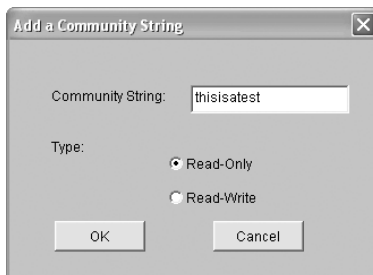 Add a Community String
Community String: thisisatest
Type:
Read-Only
Read-Write
OK Cancel